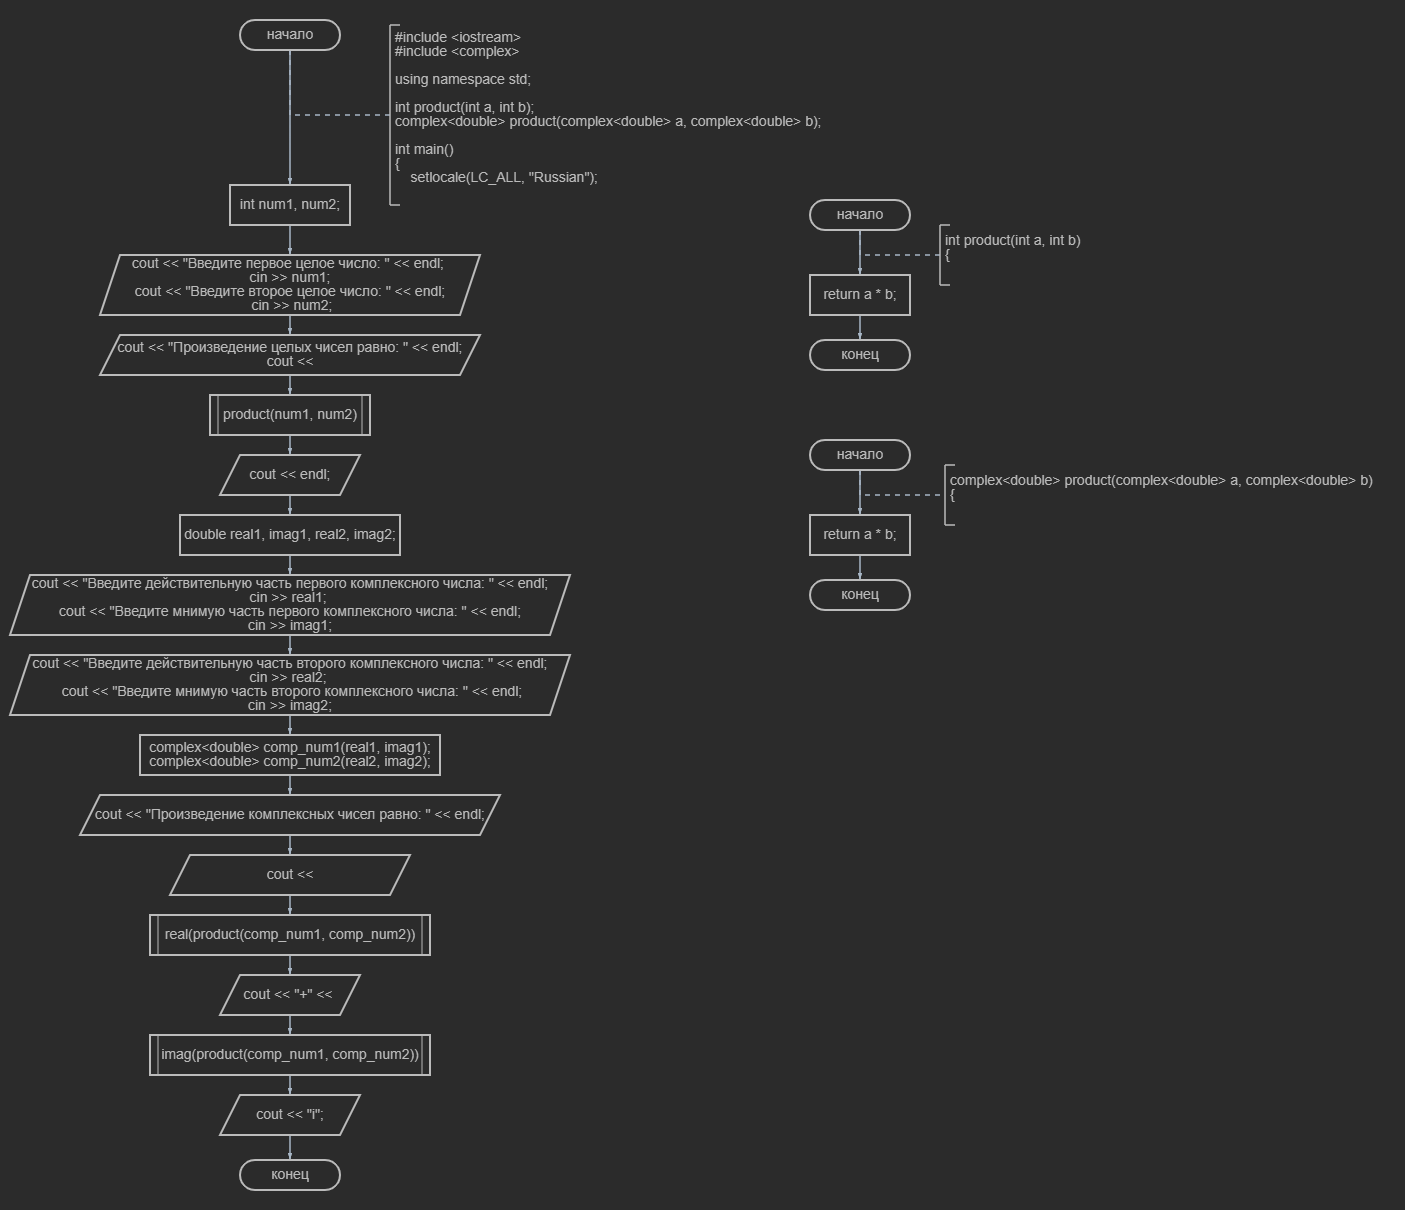 начало
#include <iostream>
#include <complex>
using namespace std;
int product(int a, int b);
complex<double> product(complex<double> a, complex<double> b);
int main()
{
setlocale(LC_ALL, "Russian");
int num1, num2;
cout << "Введите первое целое число: " << endl;
cin >> num1;
cout << "Введите второе целое число: " << endl;
cin >> num2;
cout << "Произведение целых чисел равно: " << endl;
cout <<
product(num1, num2)
cout << endl;
double real1, imag1, real2, imag2;
cout << "Введите действительную часть первого комплексного числа: " << endl;
cin >> real1;
cout << "Введите мнимую часть первого комплексного числа: " << endl;
cin >> imag1;
cout << "Введите действительную часть второго комплексного числа: " << endl;
cin >> real2;
cout << "Введите мнимую часть второго комплексного числа: " << endl;
cin >> imag2;
complex<double> comp_num1(real1, imag1);
complex<double> comp_num2(real2, imag2);
cout << "Произведение комплексных чисел равно: " << endl;
cout <<
real(product(comp_num1, comp_num2))
cout << "+" <<
imag(product(comp_num1, comp_num2))
cout << "i";
конец
начало
int product(int a, int b)
{
return a * b;
конец
начало
complex<double> product(complex<double> a, complex<double> b)
{
return a * b;
конец